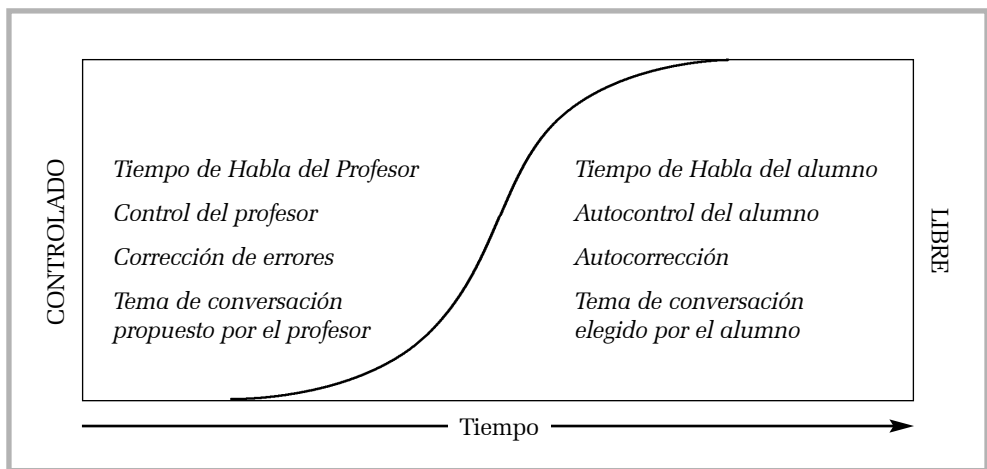 CONTROLADO
Tiempo de Habla del Profesor
Control del profesor
Corrección de errores
Tema de conversación
propuesto por el profesor
Tiempo de Habla del alumno
Autocontrol del alumno
Autocorrección
Tema de conversación
elegido por el alumno
LIBRE
Tiempo